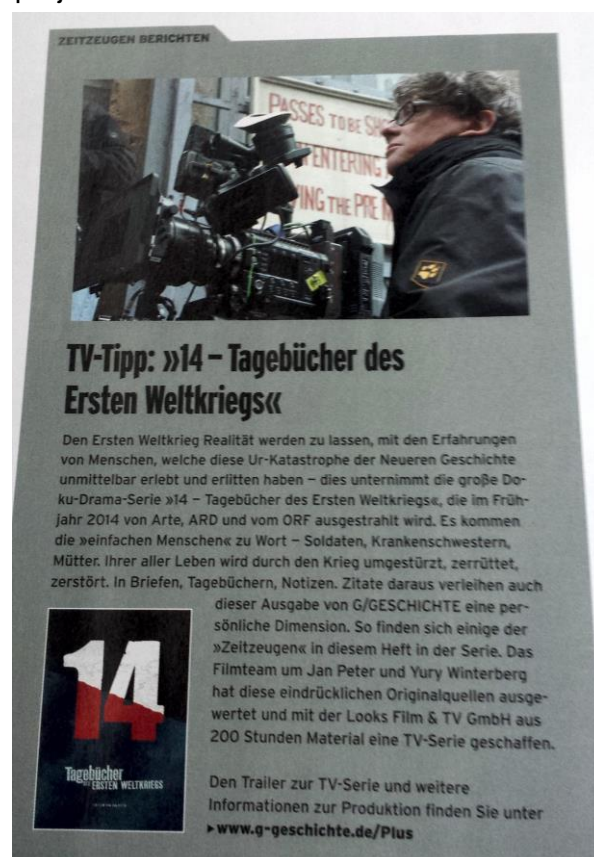 ZEITZEUGEN BERICHTEN
PASSES TO BE SH
ENTERING
ING THE PRE
TV-Tipp: »14 – Tagebücher des
Ersten Weltkriegs«
Den Ersten Weltkrieg Realität werden zu lassen, mit den Erfahrungen
von Menschen, welche diese Ur-Katastrophe der Neueren Geschichte
unmittelbar erlebt und erlitten haben – dies unternimmt die große Do-
ku-Drama-Serie »14 – Tagebücher des Ersten Weltkriegs«, die im Früh-
jahr 2014 von Arte, ARD und vom ORF ausgestrahlt wird. Es kommen
die »einfachen Menschen« zu Wort – Soldaten, Krankenschwestern,
Mütter. Ihrer aller Leben wird durch den Krieg umgestürzt, zerrüttet,
zerstört. In Briefen, Tagebüchern, Notizen. Zitate daraus verleihen auch
dieser Ausgabe von G/GESCHICHTE eine per-
sönliche Dimension. So finden sich einige der
»Zeitzeugen« in diesem Heft in der Serie. Das
Filmteam um Jan Peter und Yury Winterberg
hat diese eindrücklichen Originalquellen ausge-
wertet und mit der Looks Film & TV GmbH aus
200 Stunden Material eine TV-Serie geschaffen.
Den Trailer zur TV-Serie und weitere
Informationen zur Produktion finden Sie unter
▸www.g-geschichte.de/Plus
14
Tagebücher
DES ERSTEN WELTKRIEGS